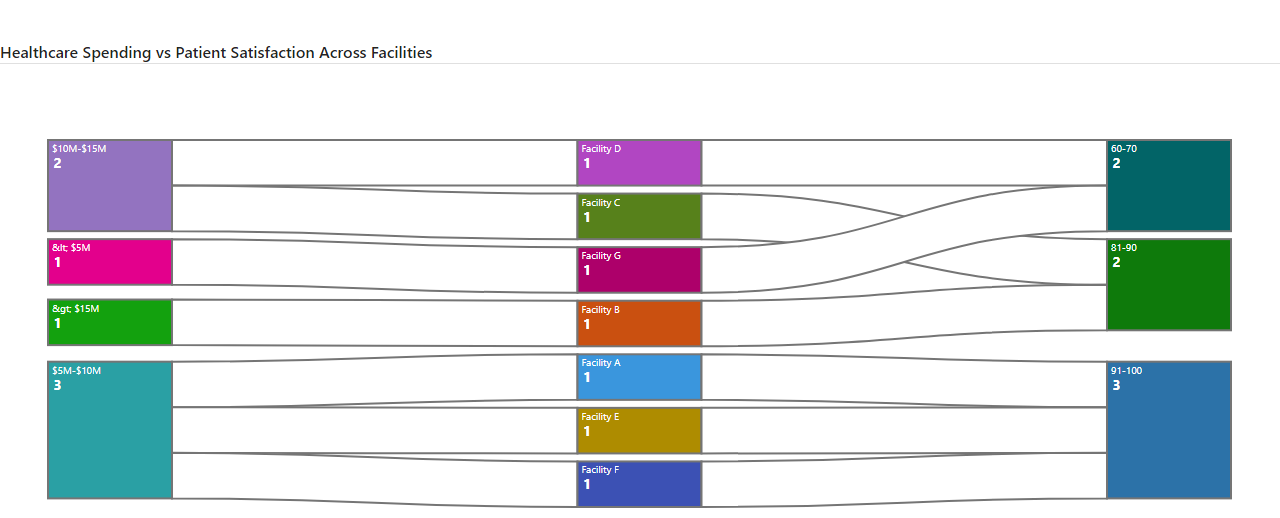 Healthcare Spending vs Patient Satisfaction Across Facilities
$10M-$15M
2
&lt; $5M
1
&gt; $15M
1
$5M-$10M
3
Facility D
1
Facility C
1
Facility G
1
Facility B
1
Facility A
1
Facility E
1
Facility F
1
60-70
2
81-90
2
91-100
3